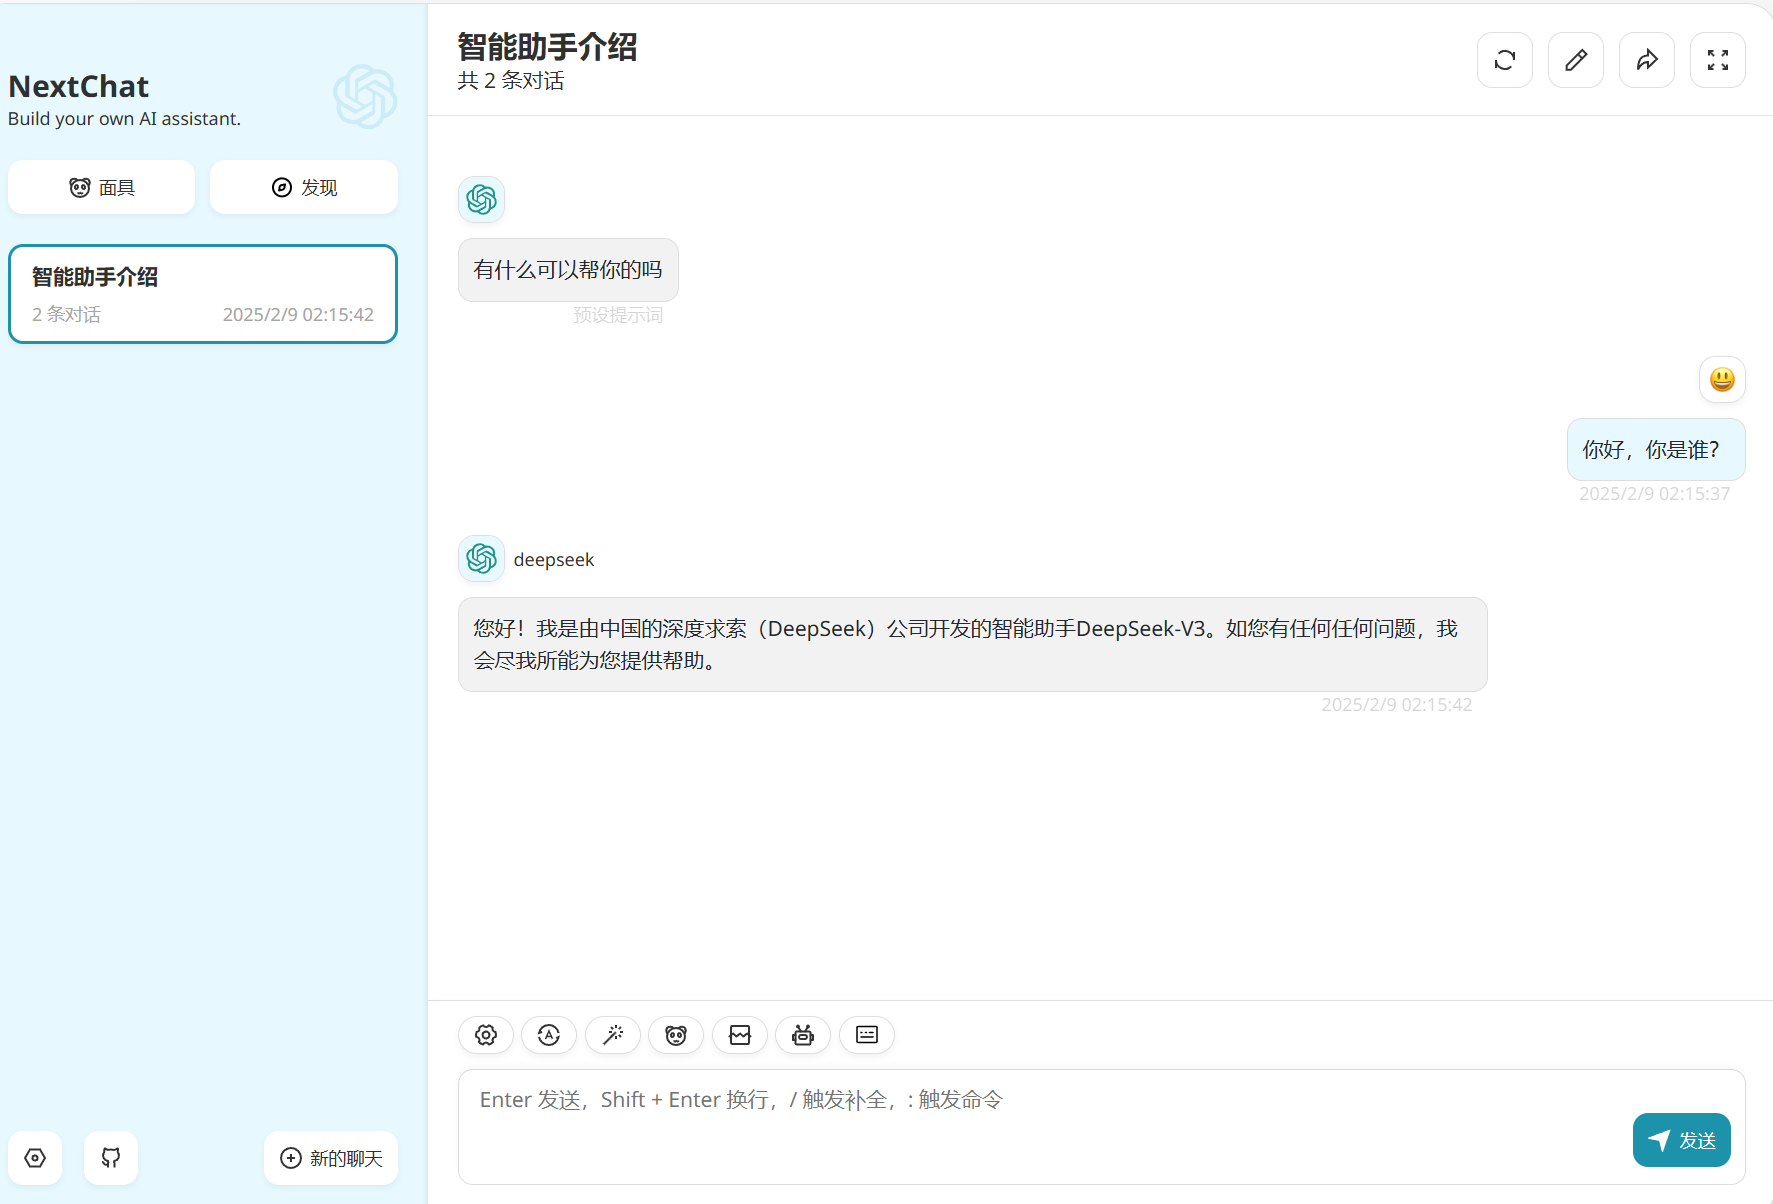 NextChat
Build your own AI assistant.
面具
发现
智能助手介绍
2 条对话
2025/2/9 02:15:42
新的聊天
智能助手介绍
共 2 条对话
有什么可以帮你的吗
预设提示词
你好，你是谁？
2025/2/9 02:15:37
deepseek
您好！我是由中国的深度求索（DeepSeek）公司开发的智能助手DeepSeek-V3。如您有任何任何问题，我
会尽我所能为您提供帮助。
2025/2/9 02:15:42
Enter 发送，Shift + Enter 换行，/ 触发补全，: 触发命令
发送